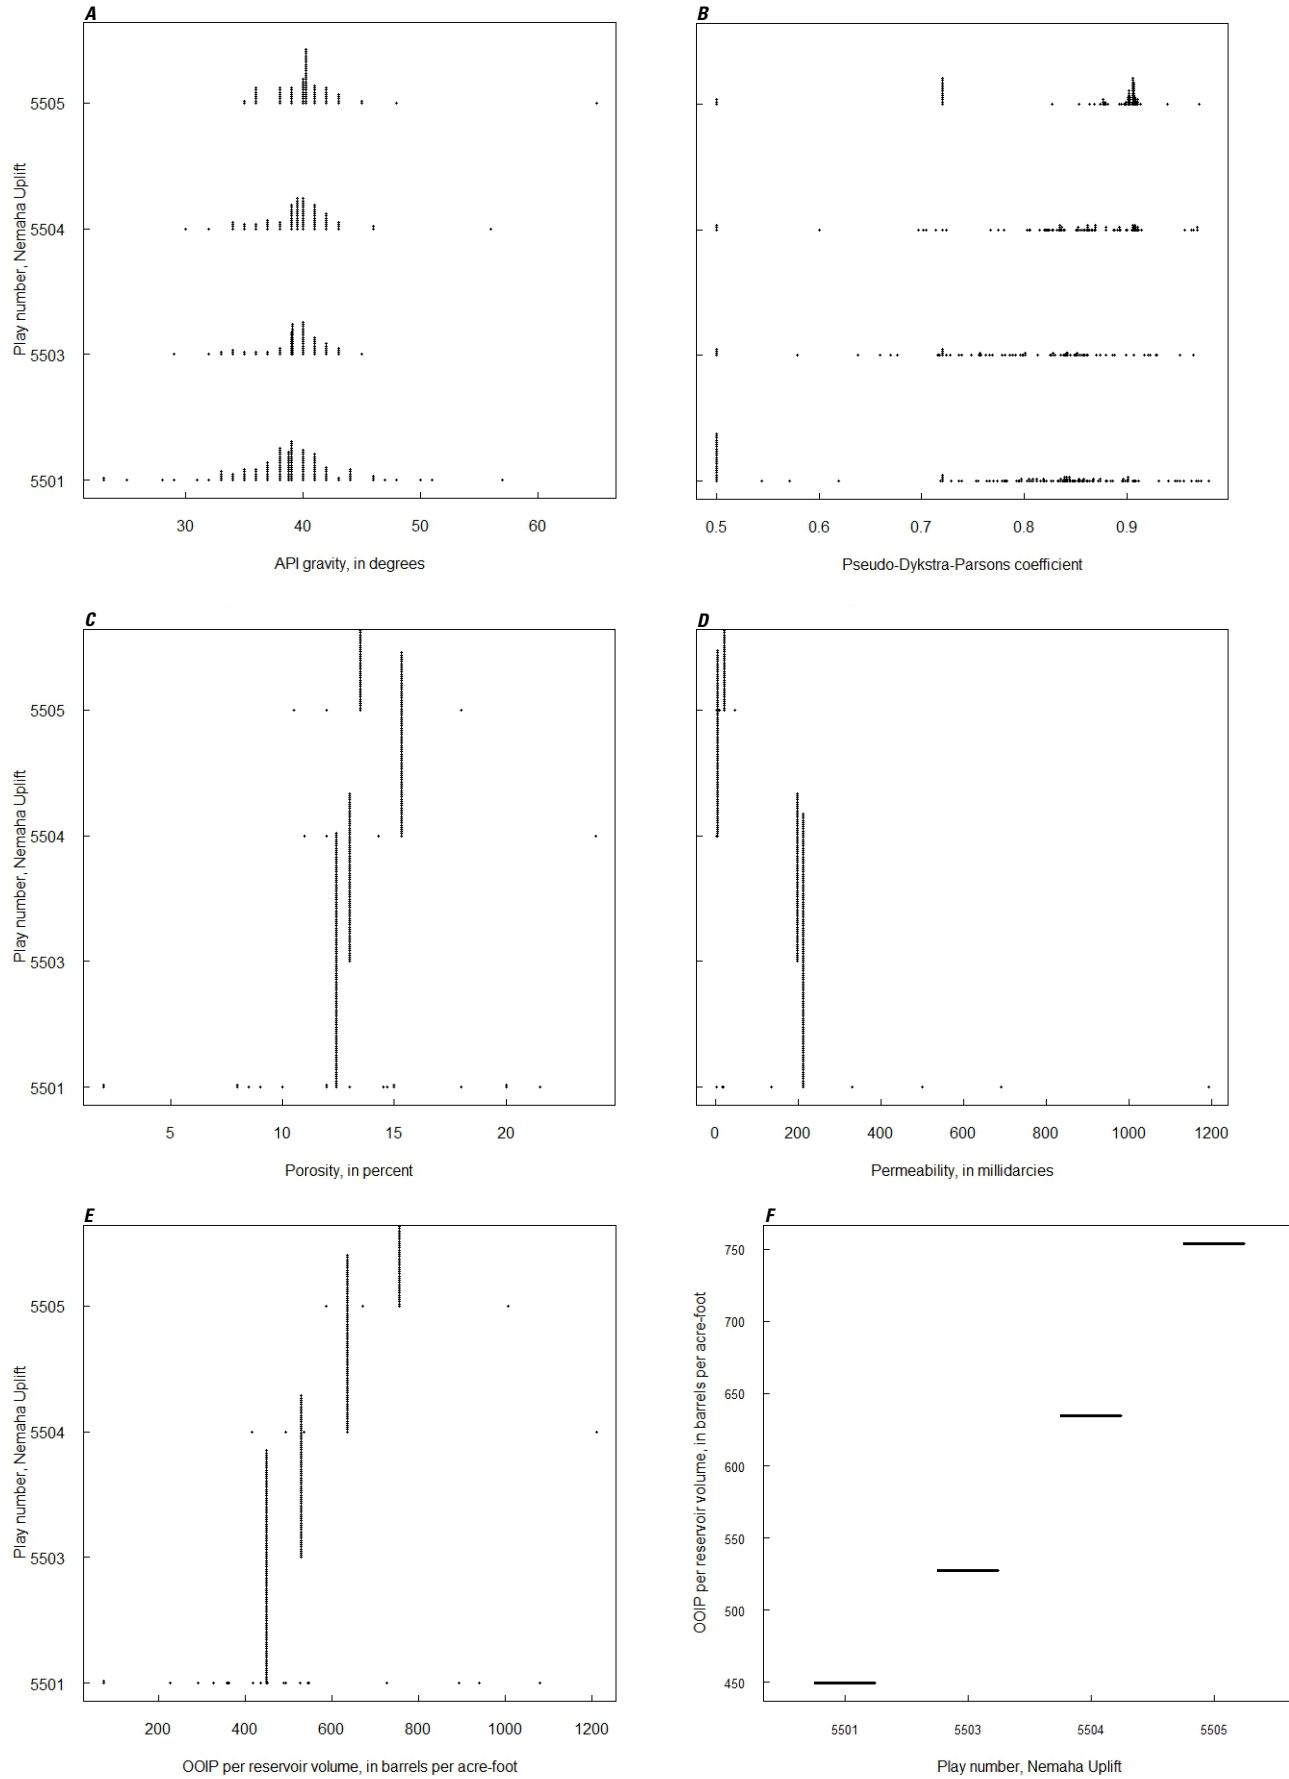 A
Play number, Nemaha Uplift
5505
5504
5503
5501
30 40 50 60
API gravity, in degrees
B
0.5 0.6 0.7 0.8 0.9
Pseudo-Dykstra-Parsons coefficient
C
Play number, Nemaha Uplift
5505
5504
5503
5501
5 10 15 20
Porosity, in percent
D
0 200 400 600 800 1000 1200
Permeability, in millidarcies
E
Play number, Nemaha Uplift
5505
5504
5503
5501
200 400 600 800 1000 1200
OOIP per reservoir volume, in barrels per acre-foot
F
OOIP per reservoir volume, in barrels per acre-foot
750
700
650
600
550
500
450
5501 5503 5504 5505
Play number, Nemaha Uplift